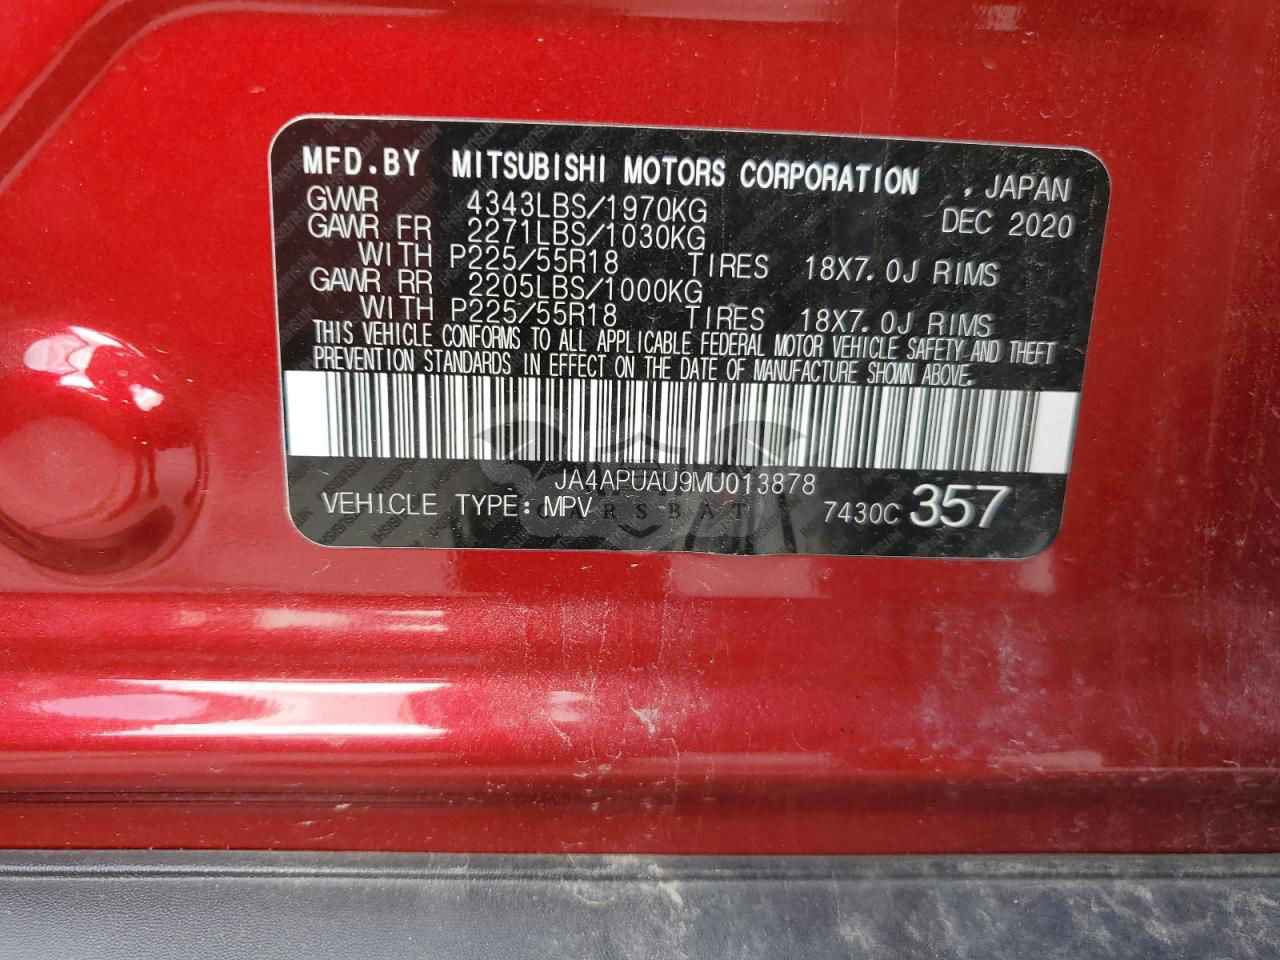 MFD.BY MITSUBISHI MOTORS CORPORATION , JAPAN
GVWR 4343LBS/1970KG DEC 2020
GAWR FR 2271LBS/1030KG
WITH P225/55R18 TIRES 18X7.0J RIMS
GAWR RR 2205LBS/1000KG
WITH P225/55R18 TIRES 18X7.0J RIMS
THIS VEHICLE CONFORMS TO ALL APPLICABLE FEDERAL MOTOR VEHICLE SAFETY AND THEFT
PREVENTION STANDARDS IN EFFECT ON THE DATE OF MANUFACTURE SHOWN ABOVE.
JA4APUAU9MU013878
VEHICLE TYPE: MPV 7430C 357
CARSBAT